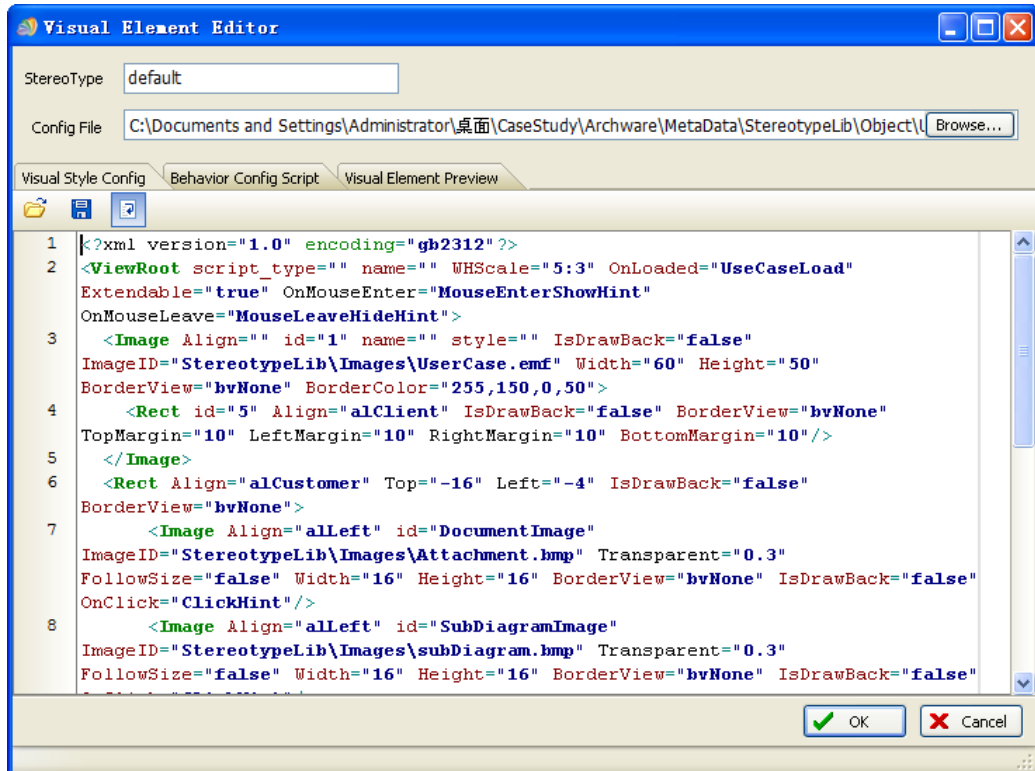 Visual Element Editor
StereoType default
Config File C:\Documents and Settings\Administrator\桌面\CaseStudy\Archware\MetaData\StereotypeLib\Object\ Browse...
Visual Style Config Behavior Config Script Visual Element Preview
1 <?xml version="1.0" encoding="gb2312"?>
2 <ViewRoot script_type="" name="" WHScale="5:3" OnLoaded="UseCaseLoad"
Extendable="true" OnMouseEnter="MouseEnterShowHint"
OnMouseLeave="MouseLeaveHideHint">
3 <Image Align="" id="1" name="" style="" IsDrawBack="false"
ImageID="StereotypeLib\Images\UserCase.emf" Width="60" Height="50"
BorderView="bvNone" BorderColor="255,150,0,50">
4 <Rect id="5" Align="alClient" IsDrawBack="false" BorderView="bvNone"
TopMargin="10" LeftMargin="10" RightMargin="10" BottomMargin="10"/>
5 </Image>
6 <Rect Align="alCustomer" Top="-16" Left="-4" IsDrawBack="false"
BorderView="bvNone">
7 <Image Align="alLeft" id="DocumentImage"
ImageID="StereotypeLib\Images\Attachment.bmp" Transparent="0.3"
FollowSize="false" Width="16" Height="16" BorderView="bvNone" IsDrawBack="false"
OnClick="ClickHint"/>
8 <Image Align="alLeft" id="SubDiagramImage"
ImageID="StereotypeLib\Images\subDiagram.bmp" Transparent="0.3"
FollowSize="false" Width="16" Height="16" BorderView="bvNone" IsDrawBack="false"
OK Cancel